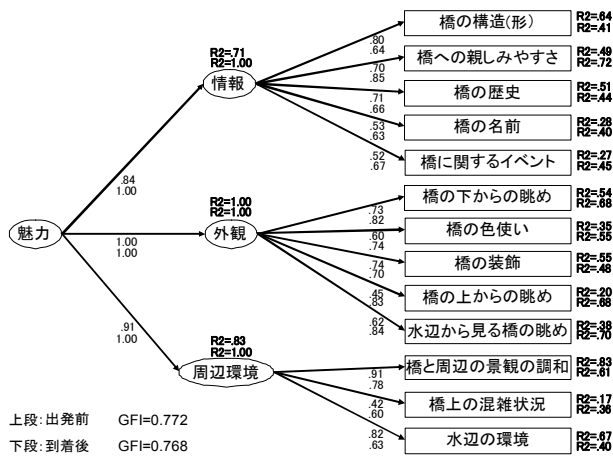 R2=.64
橋の構造(形)
R2=.41
.80
.64
R2=.49
橋への親しみやすさ
R2=.72
.70
.85
R2=.71
R2=1.00
情報
R2=.51
橋の歴史
R2=.44
.71
.66
R2=.28
橋の名前
R2=.40
.53
.63
R2=.27
橋に関するイベント
R2=.45
.52
.67
.84
1.00
R2=.54
橋の下からの眺め
R2=.68
.73
.82
R2=1.00
R2=1.00
魅力
1.00
1.00
外観
R2=.35
橋の色使い
R2=.55
.60
.74
R2=.55
橋の装飾
R2=.48
.74
.70
R2=.20
橋の上からの眺め
R2=.68
.45
.83
R2=.38
水辺から見る橋の眺め
R2=.70
.62
.84
.91
1.00
R2=.83
R2=1.00
周辺環境
R2=.83
橋と周辺の景観の調和
R2=.61
.91
.78
R2=.17
橋上の混雑状況
R2=.36
.42
.60
R2=.67
水辺の環境
R2=.40
.82
.63
上段:出発前 GFI=0.772
下段:到着後 GFI=0.768